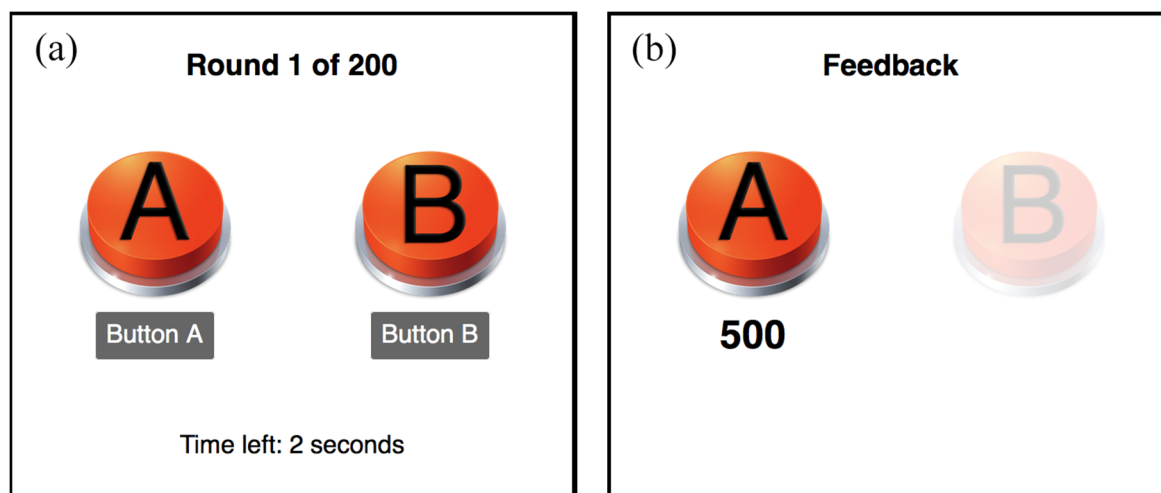 (a)
Round 1 of 200
A B
Button A Button B
Time left: 2 seconds
(b)
Feedback
A B
500